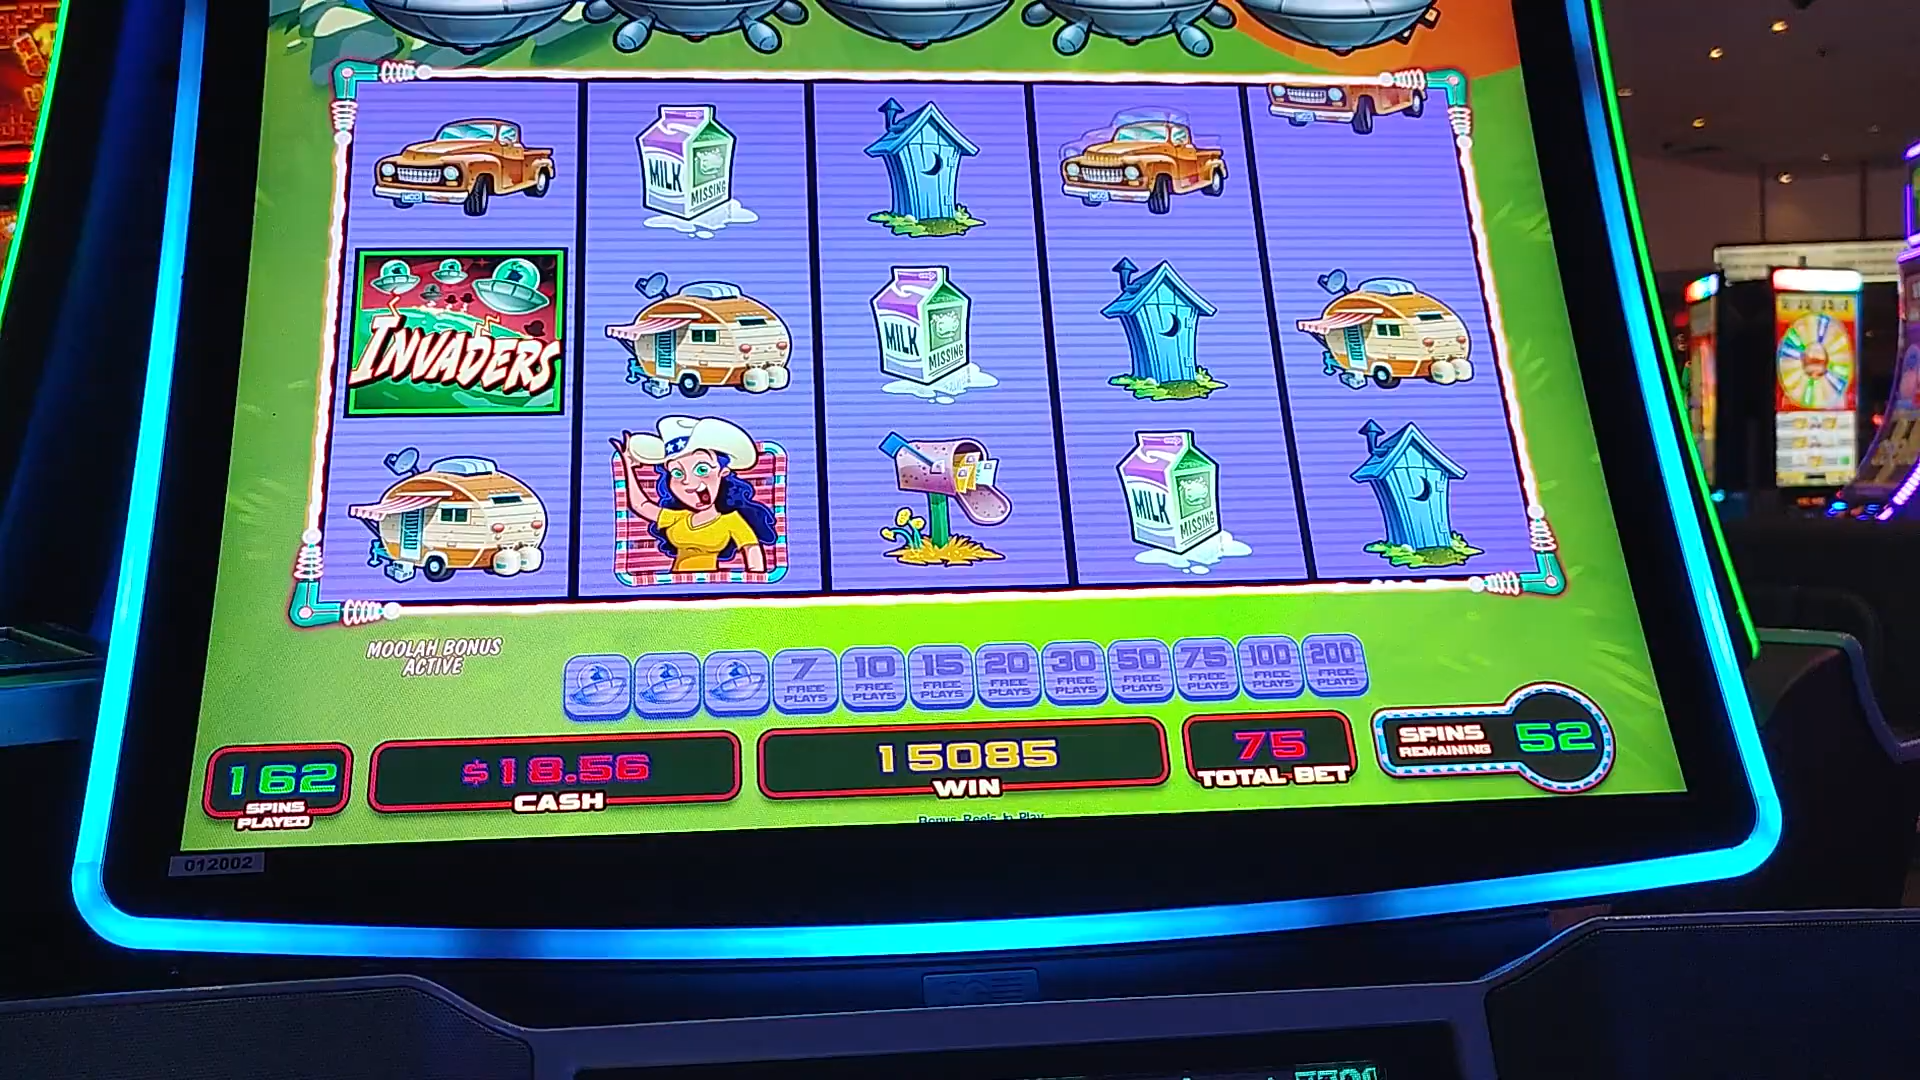 MILK
MISSING
INVADERS
MILK
MISSING
MILK
MISSING
MOOLAH BONUS
ACTIVE
7 FREE PLAYS
10 FREE PLAYS
15 FREE PLAYS
20 FREE PLAYS
30 FREE PLAYS
50 FREE PLAYS
75 FREE PLAYS
100 FREE PLAYS
200 FREE PLAYS
162
SPINS
PLAYED
$18.56
CASH
15085
WIN
75
TOTAL BET
SPINS
REMAINING
52
012002